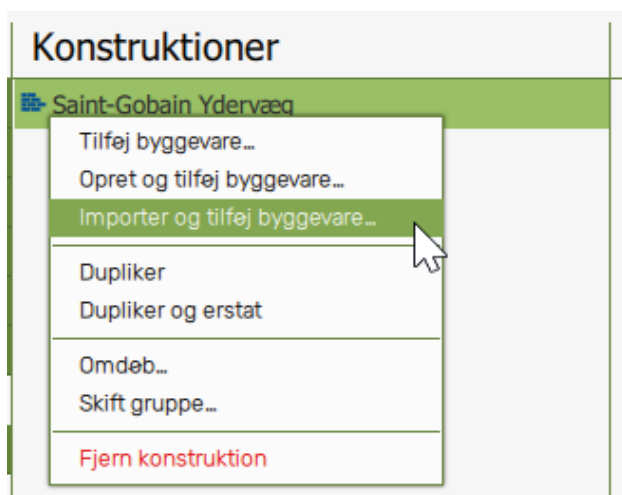 Konstruktioner
Saint-Gobain Ydervæg
Tilføj byggevare...
Opret og tilføj byggevare...
Importer og tilføj byggevare...
Dupliker
Dupliker og erstat
Omdøb...
Skift gruppe...
Fjern konstruktion